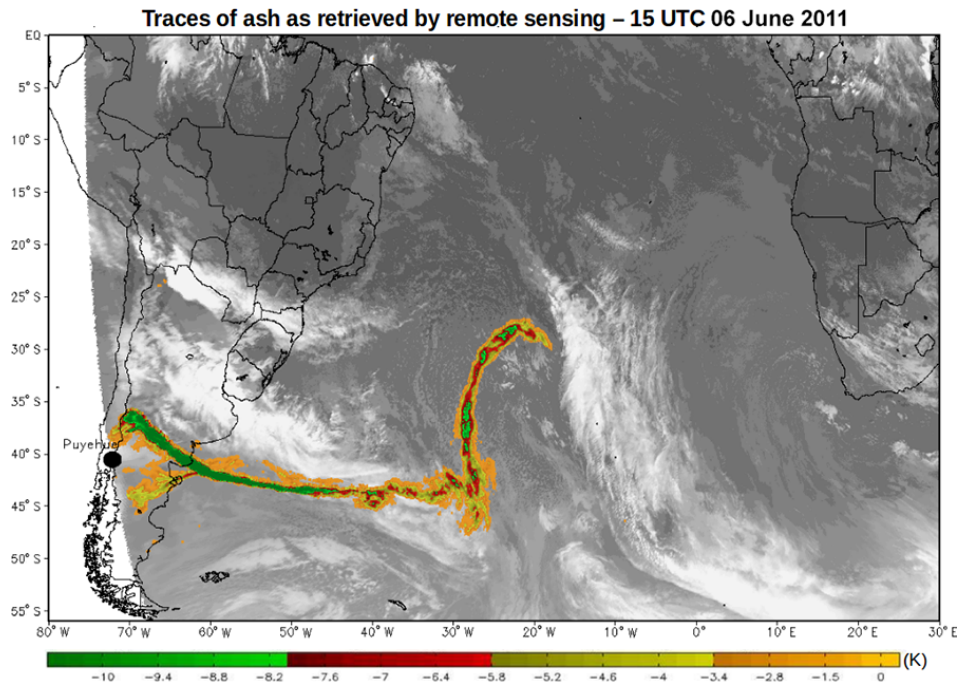 Traces of ash as retrieved by remote sensing – 15 UTC 06 June 2011
EQ
5°S
10°S
15°S
20°S
25°S
30°S
35°S
Puyehue
40°S
45°S
50°S
55°S
80°W 70°W 60°W 50°W 40°W 30°W 20°W 10°W 0° 10°E 20°E 30°E
(K)
-10 -9.4 -8.8 -8.2 -7.6 -7 -6.4 -5.8 -5.2 -4.6 -4 -3.4 -2.8 -1.5 0